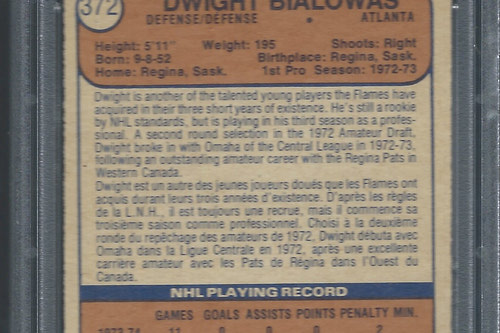 372 DWIGHT BIALOWAS
DEFENSE/DEFENSE ATLANTA
Height: 5'11" Weight: 195 Shoots: Right
Born: 9-8-52 Birthplace: Regina, Sask.
Home: Regina, Sask. 1st Pro Season: 1972-73
Dwight is another of the talented young players the Flames have
acquired in their three short years of existence. He's still a rookie
by NHL standards, but is playing in his third season as a profes-
sional. A second round selection in the 1972 Amateur Draft,
Dwight broke in with Omaha of the Central League in 1972-73,
following an outstanding amateur career with the Regina Pats in
Western Canada.
Dwight est un autre des jeunes joueurs doués que les Flames ont
acquis durant leurs trois années d'existence. D'après les règles
de la L.N.H., il est toujours une recrue, mais il commence sa
troisième saison comme professionnel. Choisi à la deuxième
ronde du repêchage des amateurs de 1972, Dwight débuta avec
Omaha dans la Ligue Centrale en 1972, après une excellente
carrière amateur avec les Pats de Régina dans l'Ouest du
Canada.
NHL PLAYING RECORD
GAMES GOALS ASSISTS POINTS PENALTY MIN.
1973-74 11 0 0 0 2